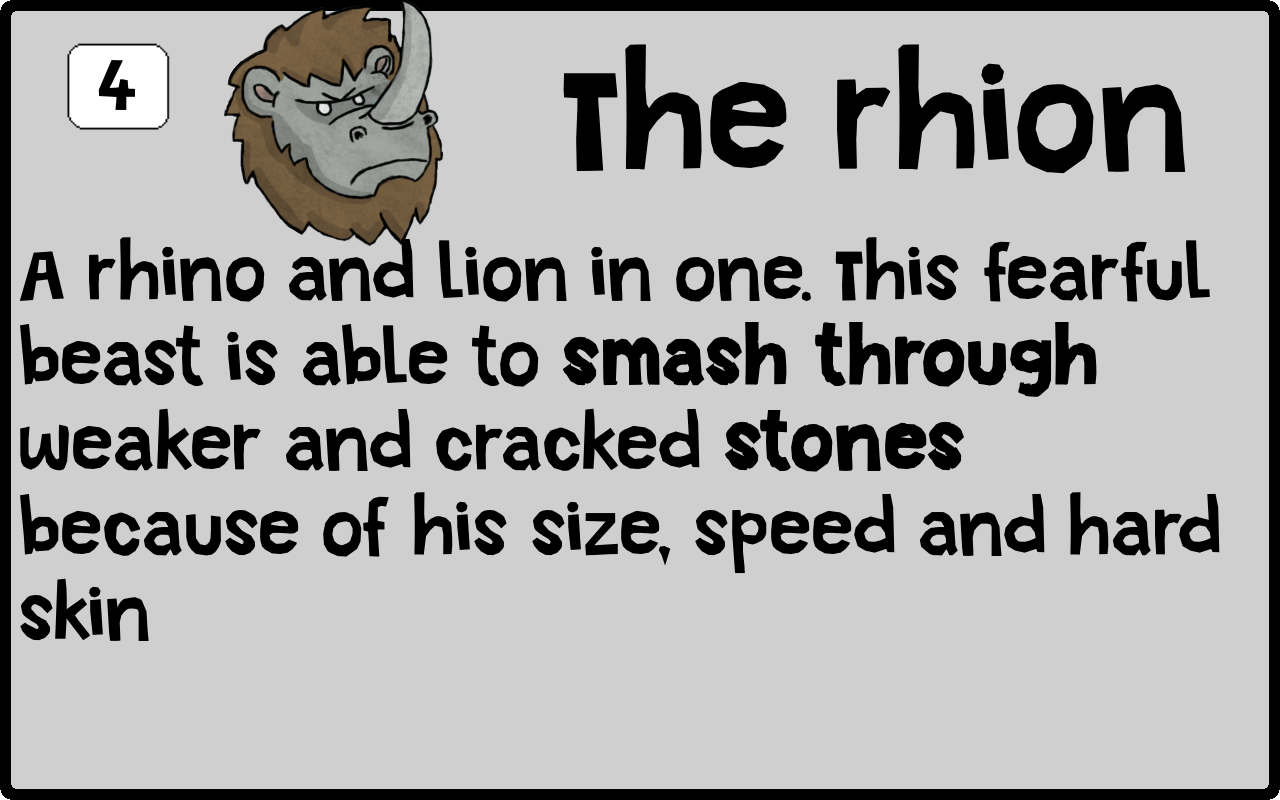 4
The rhion
A rhino and lion in one. This fearful
beast is able to smash through
weaker and cracked stones
because of his size, speed and hard
skin